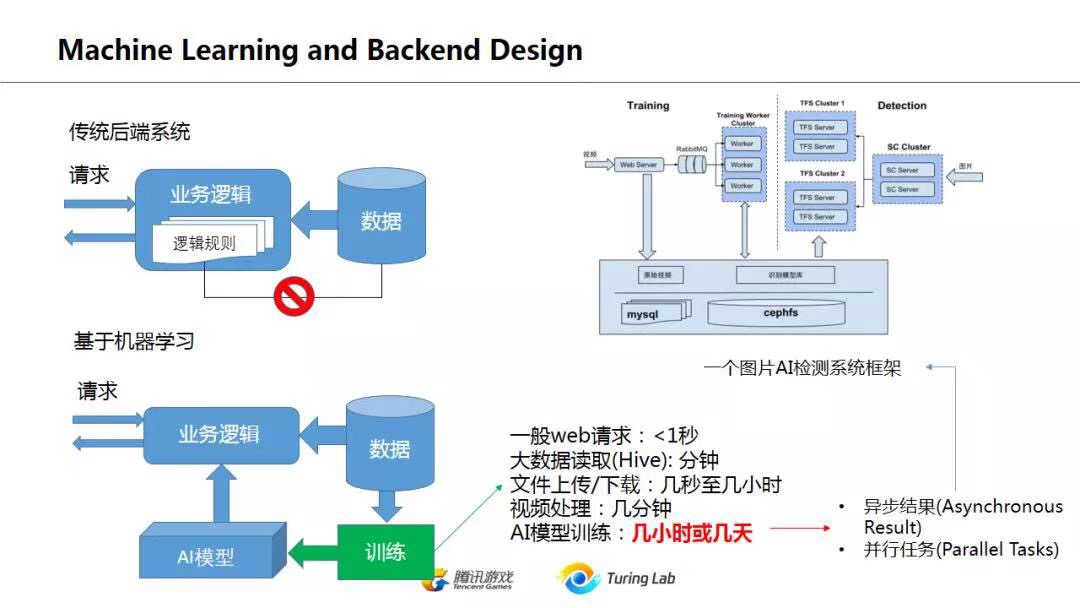 Machine Learning and Backend Design
传统后端系统
请求
业务逻辑
逻辑规则
数据
基于机器学习
请求
业务逻辑
数据
AI模型
训练
Training
Training Worker
Cluster
视频
Web Server
RabbitMQ
Worker
Worker
Worker
TFS Cluster 1
TFS Server
TFS Server
TFS Cluster 2
TFS Server
TFS Server
Detection
SC Cluster
SC Server
SC Server
图片
原始视频
识别模型库
mysql
cephfs
一个图片AI检测系统框架
一般web请求：<1秒
大数据读取(Hive): 分钟
文件上传/下载：几秒至几小时
视频处理：几分钟
AI模型训练：几小时或几天
• 异步结果(Asynchronous
Result)
• 并行任务(Parallel Tasks)
腾讯游戏
Tencent Games
Turing Lab